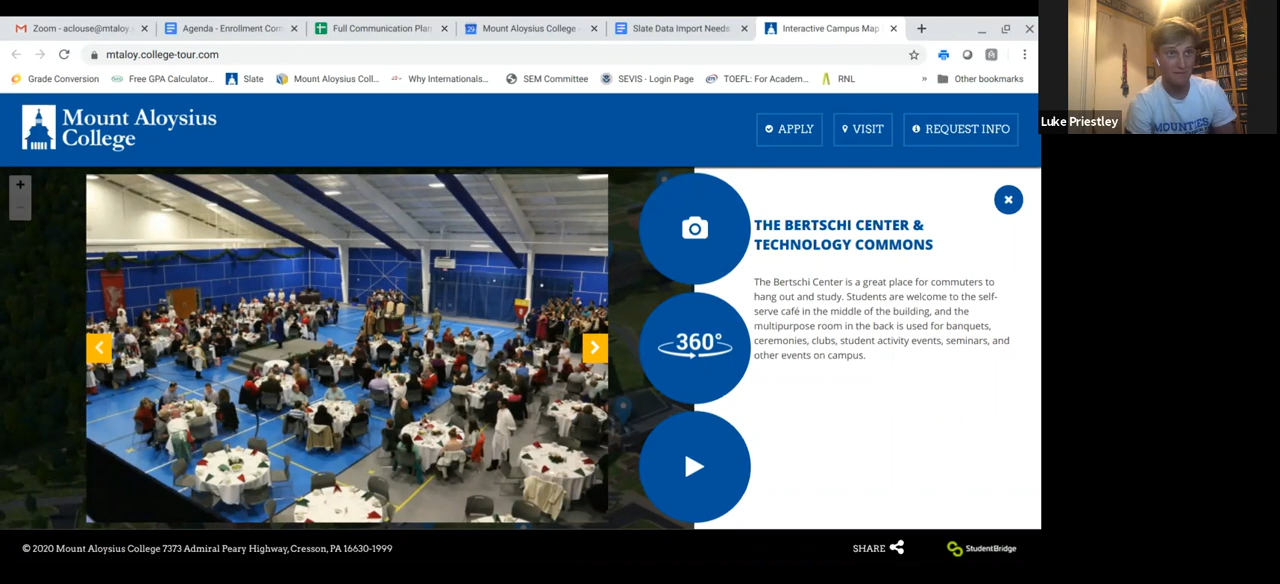 Zoom - aclouse@mtaloy
Agenda - Enrollment Con
Full Communication Plan
Mount Aloysius College -
Slate Data Import Needs
Interactive Campus Map
mtaloy.college-tour.com
Grade Conversion
Free GPA Calculator...
Slate
Mount Aloysius Coll...
Why Internationals...
SEM Committee
SEVIS - Login Page
TOEFL: For Academ...
RNL
»
Other bookmarks
Luke Priestley
Mount Aloysius
College
APPLY
VISIT
REQUEST INFO
MOUNTIES
THE BERTSCHI CENTER &
TECHNOLOGY COMMONS
The Bertschi Center is a great place for commuters to
hang out and study. Students are welcome to the self-
serve café in the middle of the building, and the
multipurpose room in the back is used for banquets,
ceremonies, clubs, student activity events, seminars, and
other events on campus.
360°
© 2020 Mount Aloysius College 7373 Admiral Peary Highway, Cresson, PA 16630-1999
SHARE
StudentBridge